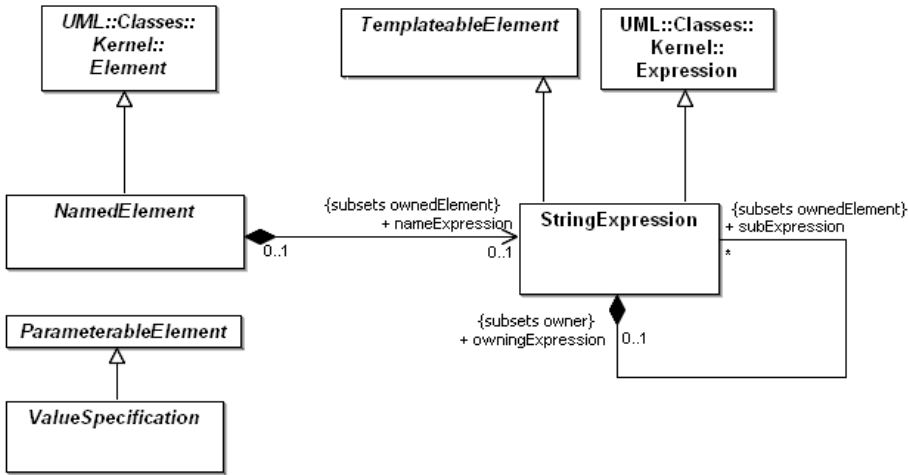 UML::Classes::
Kernel::
Element
TemplateableElement
UML::Classes::
Kernel::
Expression
NamedElement
{subsets ownedElement}
+ nameExpression
0..1
0..1
StringExpression
{subsets ownedElement}
+ subExpression
*
{subsets owner}
+ owningExpression
0..1
ParameterableElement
ValueSpecification